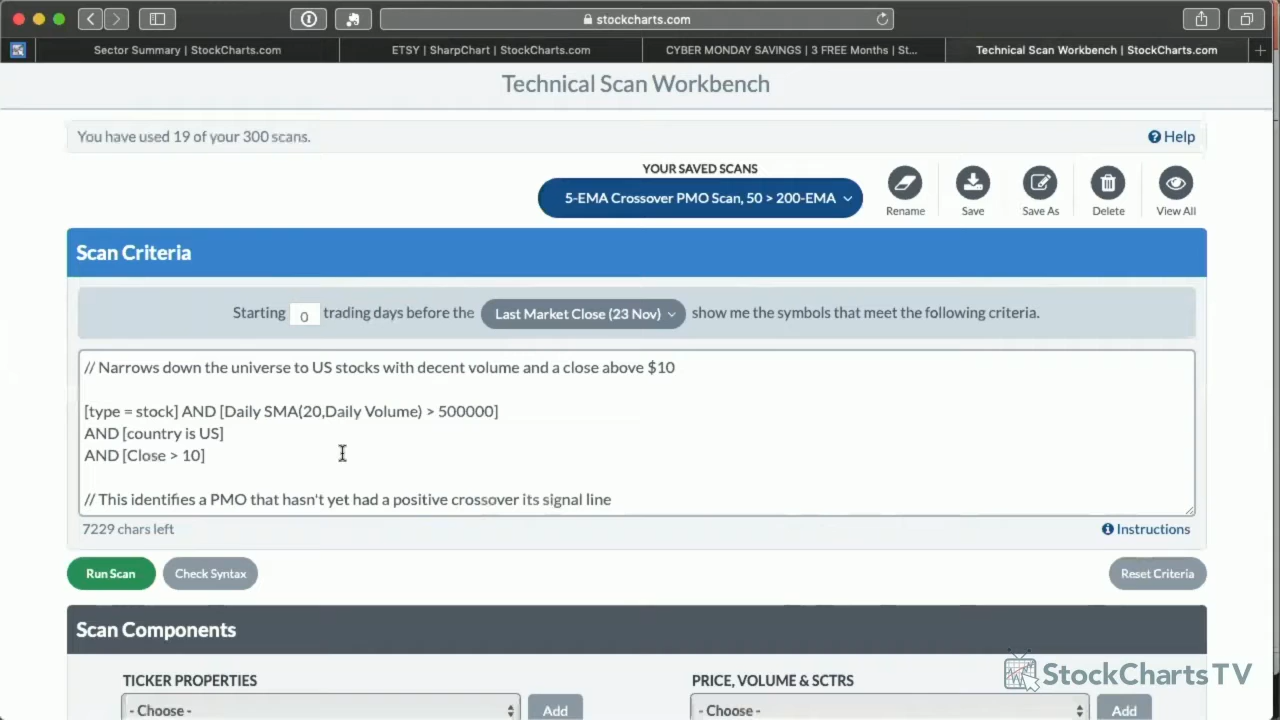 stockcharts.com
Sector Summary | StockCharts.com
ETSY | SharpChart | StockCharts.com
CYBER MONDAY SAVINGS | 3 FREE Months | St...
Technical Scan Workbench | StockCharts.com
Technical Scan Workbench
You have used 19 of your 300 scans.
Help
YOUR SAVED SCANS
5-EMA Crossover PMO Scan, 50 > 200-EMA
Rename
Save
Save As
Delete
View All
Scan Criteria
Starting 0 trading days before the Last Market Close (23 Nov) show me the symbols that meet the following criteria.
// Narrows down the universe to US stocks with decent volume and a close above $10
[type = stock] AND [Daily SMA(20,Daily Volume) > 500000]
AND [country is US]
AND [Close > 10]
// This identifies a PMO that hasn't yet had a positive crossover its signal line
7229 chars left
Instructions
Run Scan
Check Syntax
Reset Criteria
Scan Components
TICKER PROPERTIES
PRICE, VOLUME & SCTRS
- Choose -
Add
- Choose -
Add
StockChartsTV